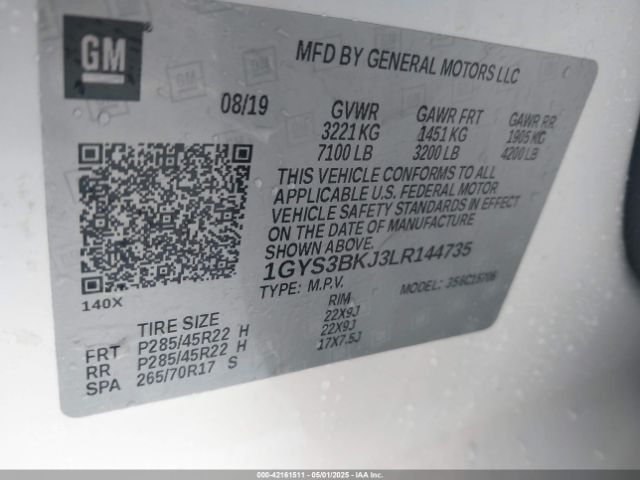 GM
MFD BY GENERAL MOTORS LLC
08/19 GVWR GAWR FRT GAWR RR
3221 KG 1451 KG 1905 KG
7100 LB 3200 LB 4200 LB
THIS VEHICLE CONFORMS TO ALL
APPLICABLE U.S. FEDERAL MOTOR
VEHICLE SAFETY STANDARDS IN EFFECT
ON THE DATE OF MANUFACTURE
SHOWN ABOVE.
1GYS3BKJ3LR144735
140X
TYPE: M.P.V. MODEL: 356C15706
TIRE SIZE RIM
FRT P285/45R22 H 22X9J
RR P285/45R22 H 22X9J
SPA 265/70R17 S 17X7.5J
000-42161511 - 05/01/2025 - IAA Inc.